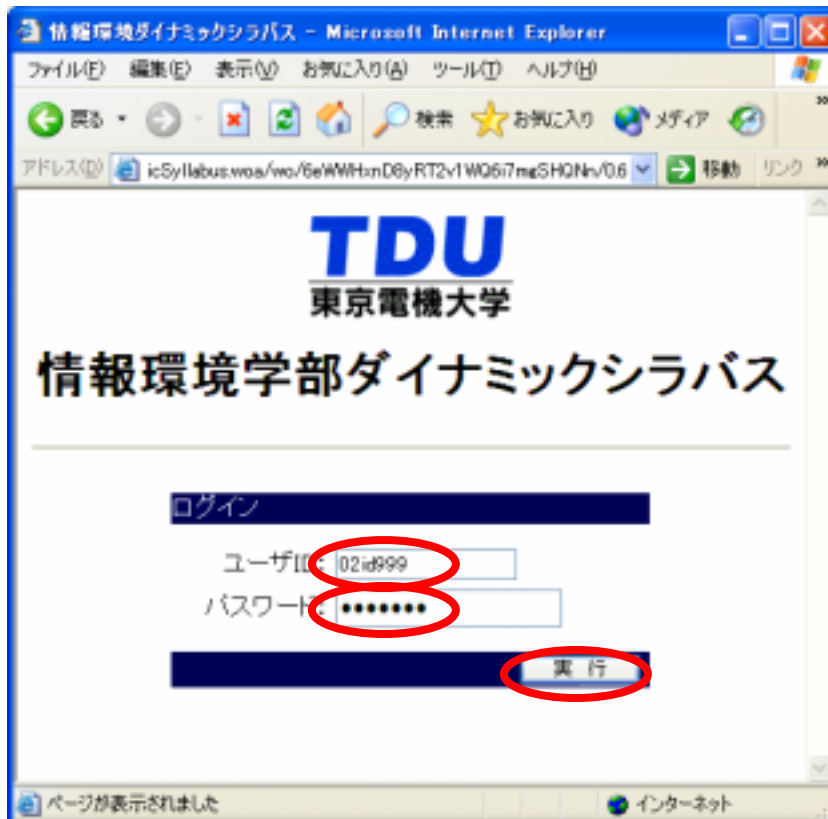 情報環境ダイナミックシラバス - Microsoft Internet Explorer
ファイル(F) 編集(E) 表示(V) お気に入り(A) ツール(T) ヘルプ(H)
戻る 検索 お気に入り メディア »
アドレス(D) 移動 リンク »
TDU
東京電機大学
情報環境学部ダイナミックシラバス
ログイン
ユーザID: 02id999
パスワード: •••••••
実 行
ページが表示されました インターネット